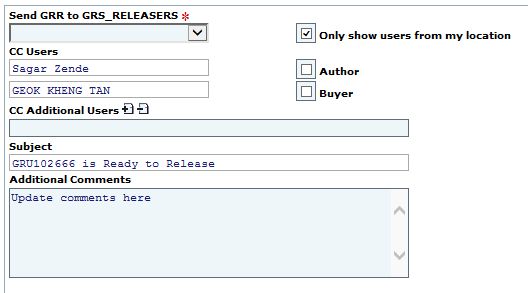 Send GRR to GRS_RELEASERS *
Only show users from my location
CC Users
Sagar Zende
Author
GEOK KHENG TAN
Buyer
CC Additional Users
Subject
GRU102666 is Ready to Release
Additional Comments
Update comments here